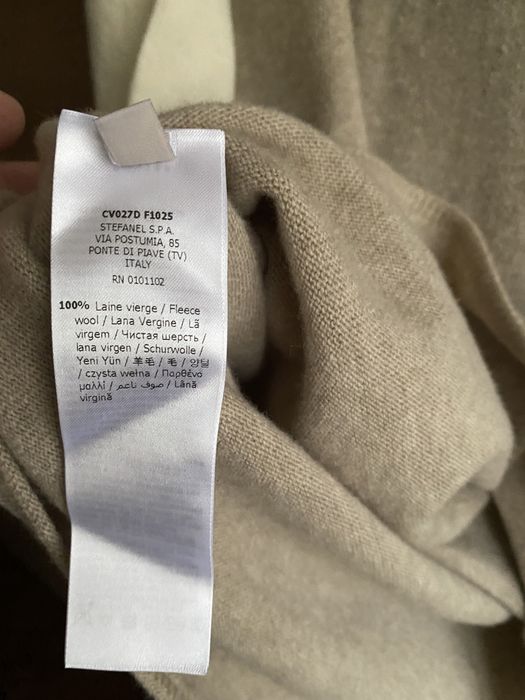 CV027D F1025
STEFANEL S.P.A.
VIA POSTUMIA, 85
PONTE DI PIAVE (TV)
ITALY
RN 0101102
100% Laine vierge / Fleece
wool / Lana Vergine / Lã
virgem / Чистая шерсть /
lana virgen / Schurwolle /
Yeni Yün / 羊毛 / 毛 / 양털
/ czysta wełna / Παρθένο
μαλλί / صوف ناعم / Lână
virgină